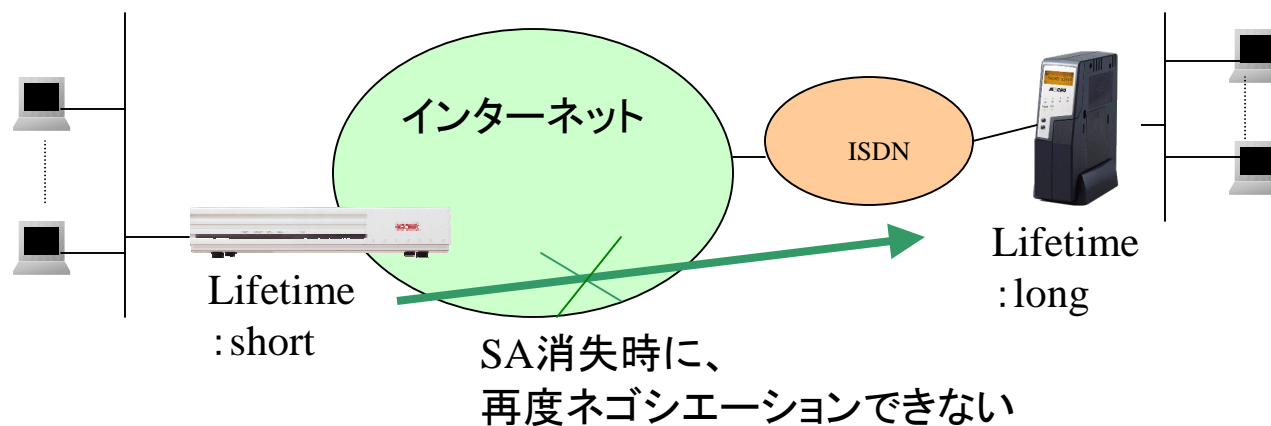 インターネット
ISDN
Lifetime
:short
Lifetime
:long
SA消失時に、
再度ネゴシエーションできない